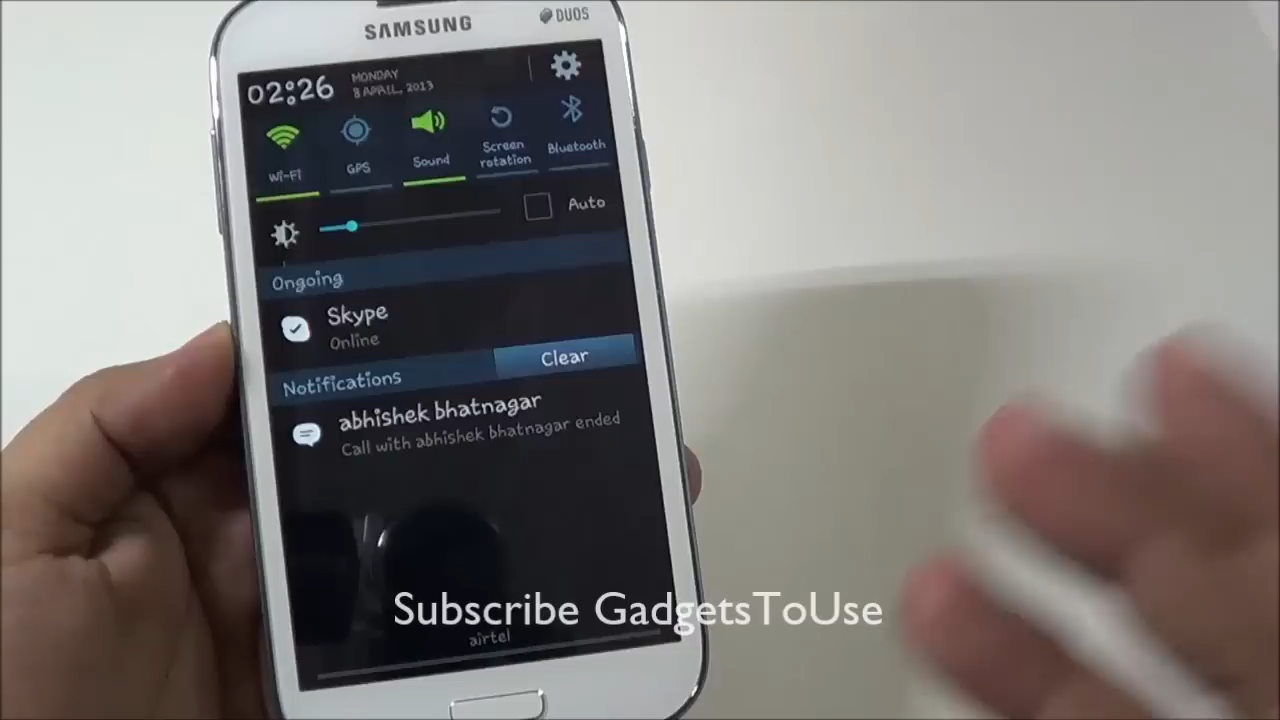 SAMSUNG
DUOS
02:26
MONDAY
8 APRIL, 2013
Wi-Fi
GPS
Sound
Screen
rotation
Bluetooth
Auto
Ongoing
Skype
Online
Notifications
Clear
abhishek bhatnagar
Call with abhishek bhatnagar ended
Subscribe GadgetsToUse
airtel